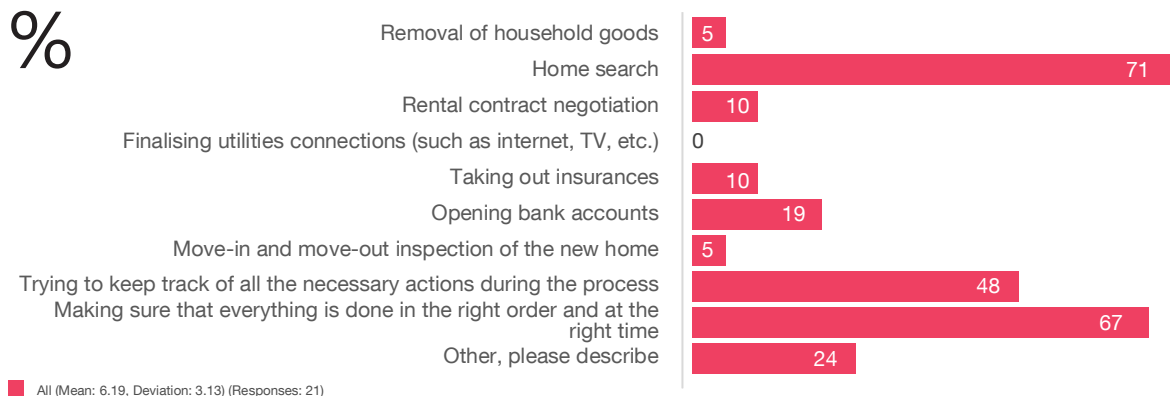 %
Removal of household goods 5
Home search 71
Rental contract negotiation 10
Finalising utilities connections (such as internet, TV, etc.) 0
Taking out insurances 10
Opening bank accounts 19
Move-in and move-out inspection of the new home 5
Trying to keep track of all the necessary actions during the process 48
Making sure that everything is done in the right order and at the
right time 67
Other, please describe 24
All (Mean: 6.19, Deviation: 3.13) (Responses: 21)